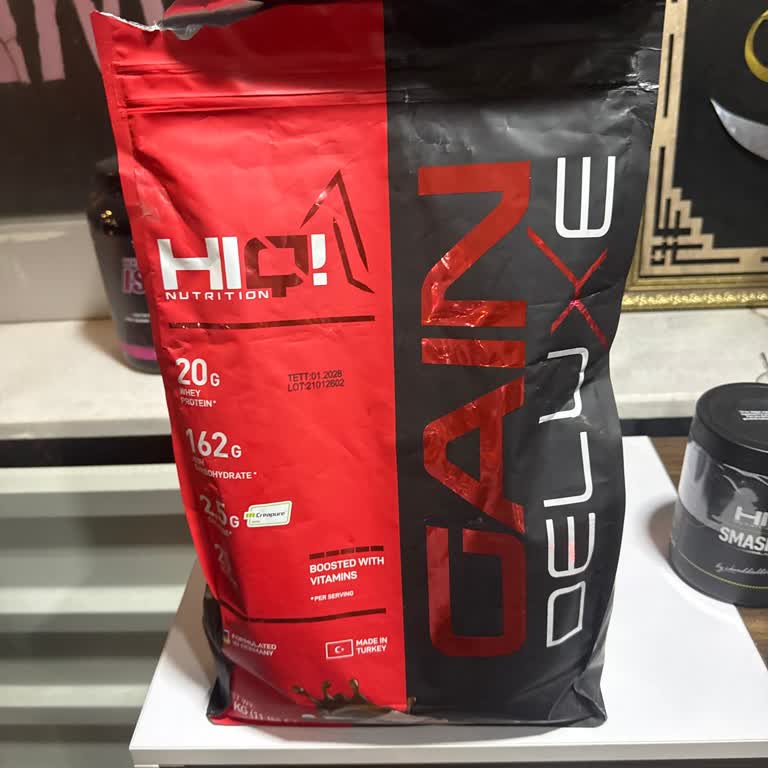 HIQ!
NUTRITION
20G
WHEY
PROTEIN*
TETT:01.2028
LOT:21012602
162G
CARBOHYDRATE*
2.5G
Creapure
BOOSTED WITH
VITAMINS
*PER SERVING
FORMULATED
IN GERMANY
MADE IN
TURKEY
GAIN
DELUXE
SMAS